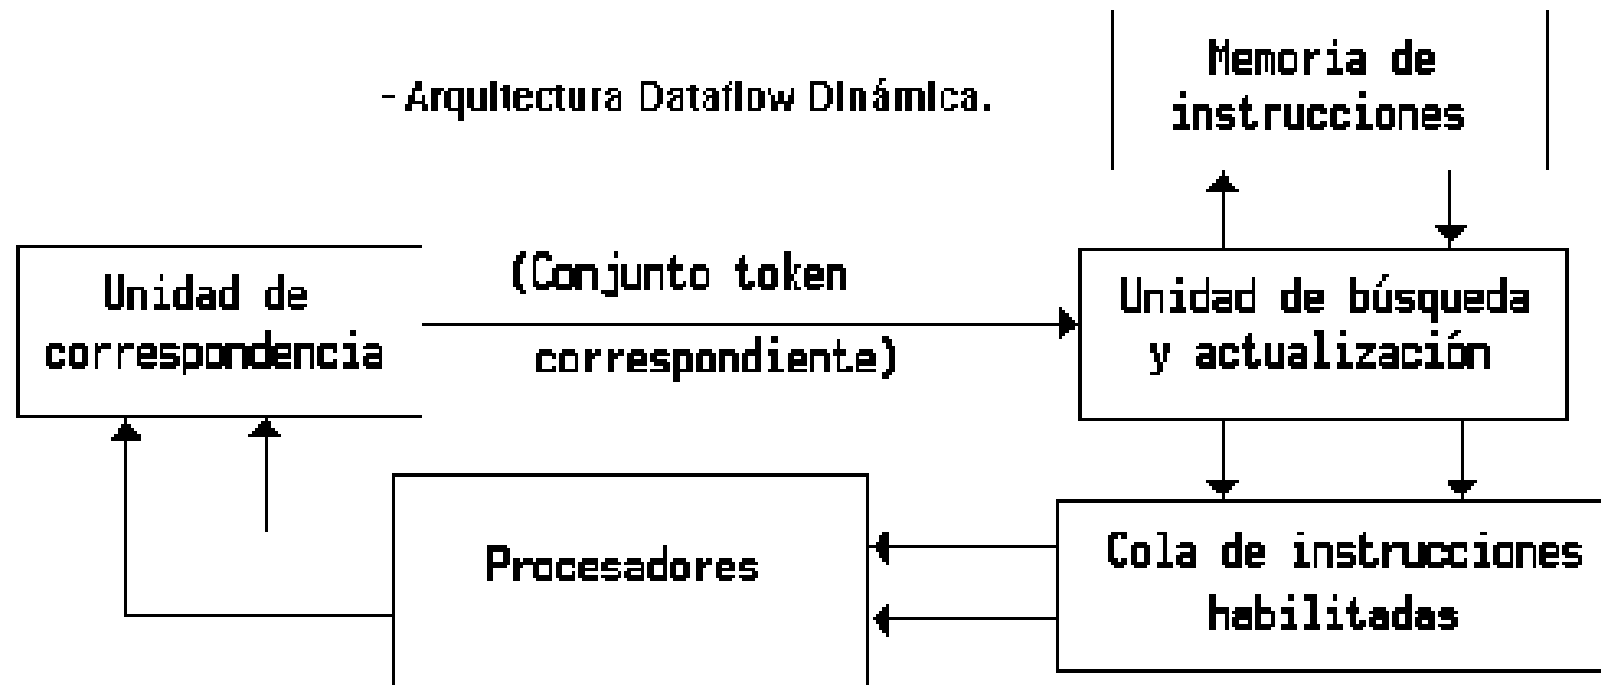 - Arquitectura Dataflow Dinámica.
Memoria de
instrucciones
Unidad de
correspondencia
(Conjunto token
correspondiente)
Unidad de búsqueda
y actualización
Procesadores
Cola de instrucciones
habilitadas